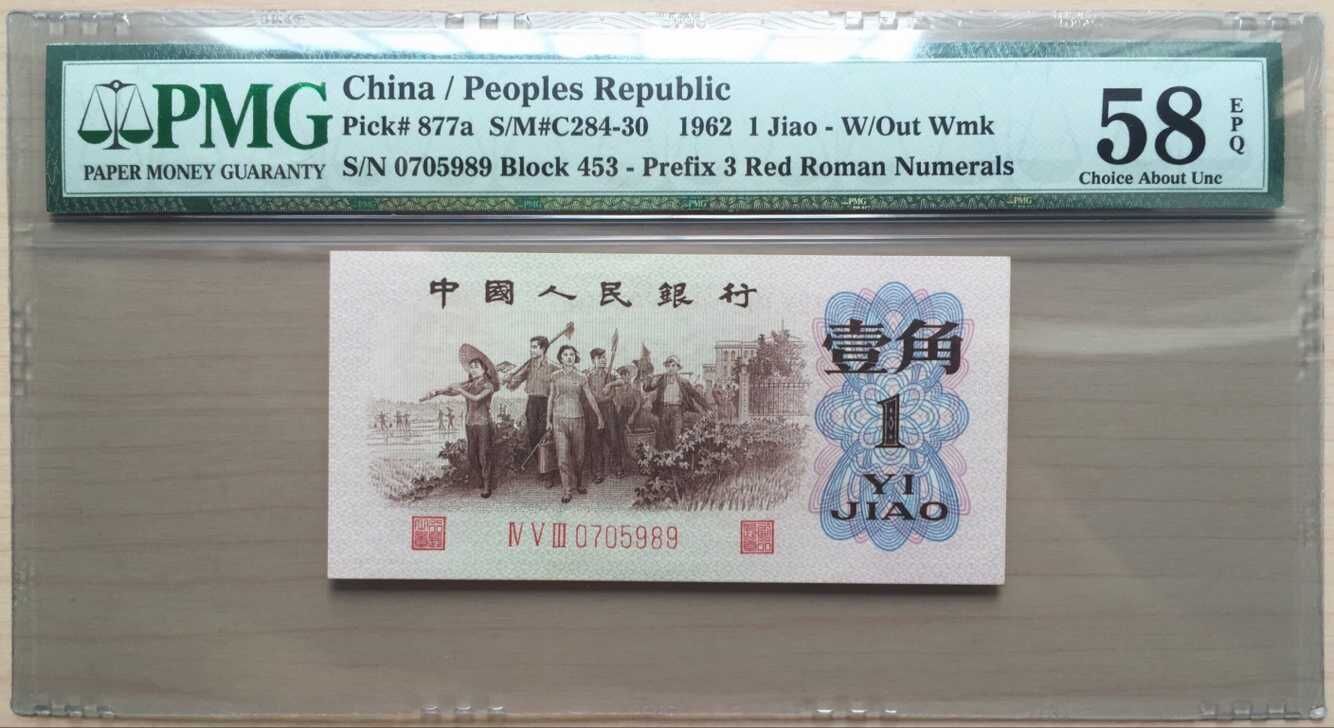 PMG
PAPER MONEY GUARANTY
China / Peoples Republic
Pick# 877a S/M#C284-30 1962 1 Jiao - W/Out Wmk
S/N 0705989 Block 453 - Prefix 3 Red Roman Numerals
58
EPQ
Choice About Unc
中國人民銀行
壹角
1
YI
JIAO
Ⅳ Ⅴ Ⅲ 0705989